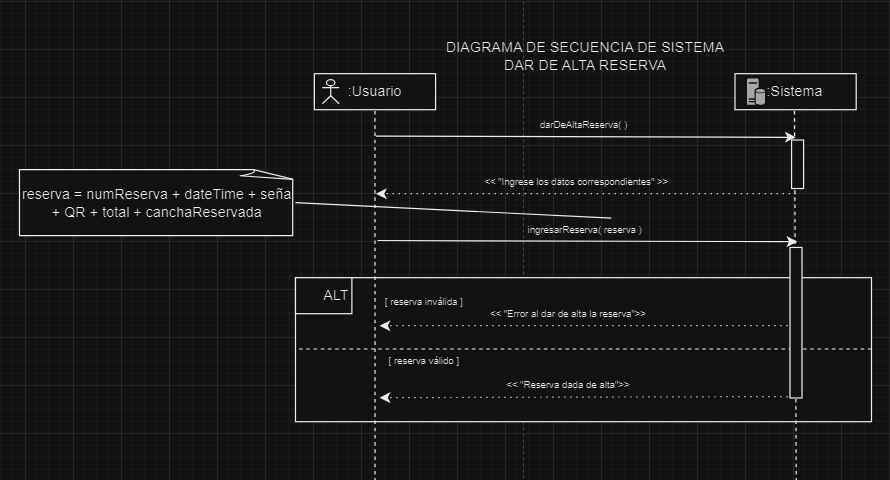 DIAGRAMA DE SECUENCIA DE SISTEMA
DAR DE ALTA RESERVA
:Usuario
:Sistema
darDeAltaReserva( )
<< "Ingrese los datos correspondientes" >>
reserva = numReserva + dateTime + seña
+ QR + total + canchaReservada
ingresarReserva( reserva )
ALT
[ reserva inválida ]
<< "Error al dar de alta la reserva">>
[ reserva válido ]
<< "Reserva dada de alta">>